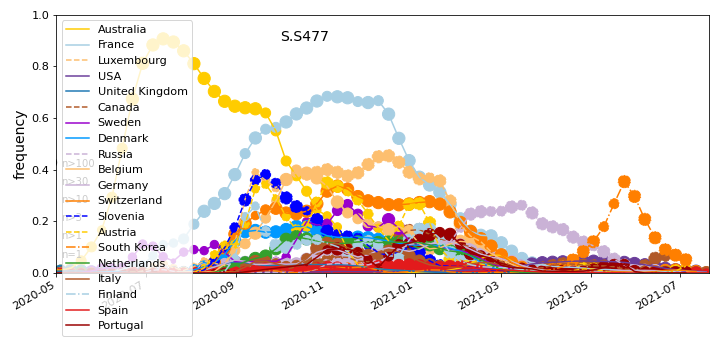 S.S477
frequency
1.0
0.8
0.6
0.4
0.2
0.0
n>100
n>30
n=1
Australia
France
Luxembourg
USA
United Kingdom
Canada
Sweden
Denmark
Russia
Belgium
Germany
Switzerland
Slovenia
Austria
South Korea
Netherlands
Italy
Finland
Spain
Portugal
2020-05
2020-09
2020-11
2021-01
2021-03
2021-05
2021-07